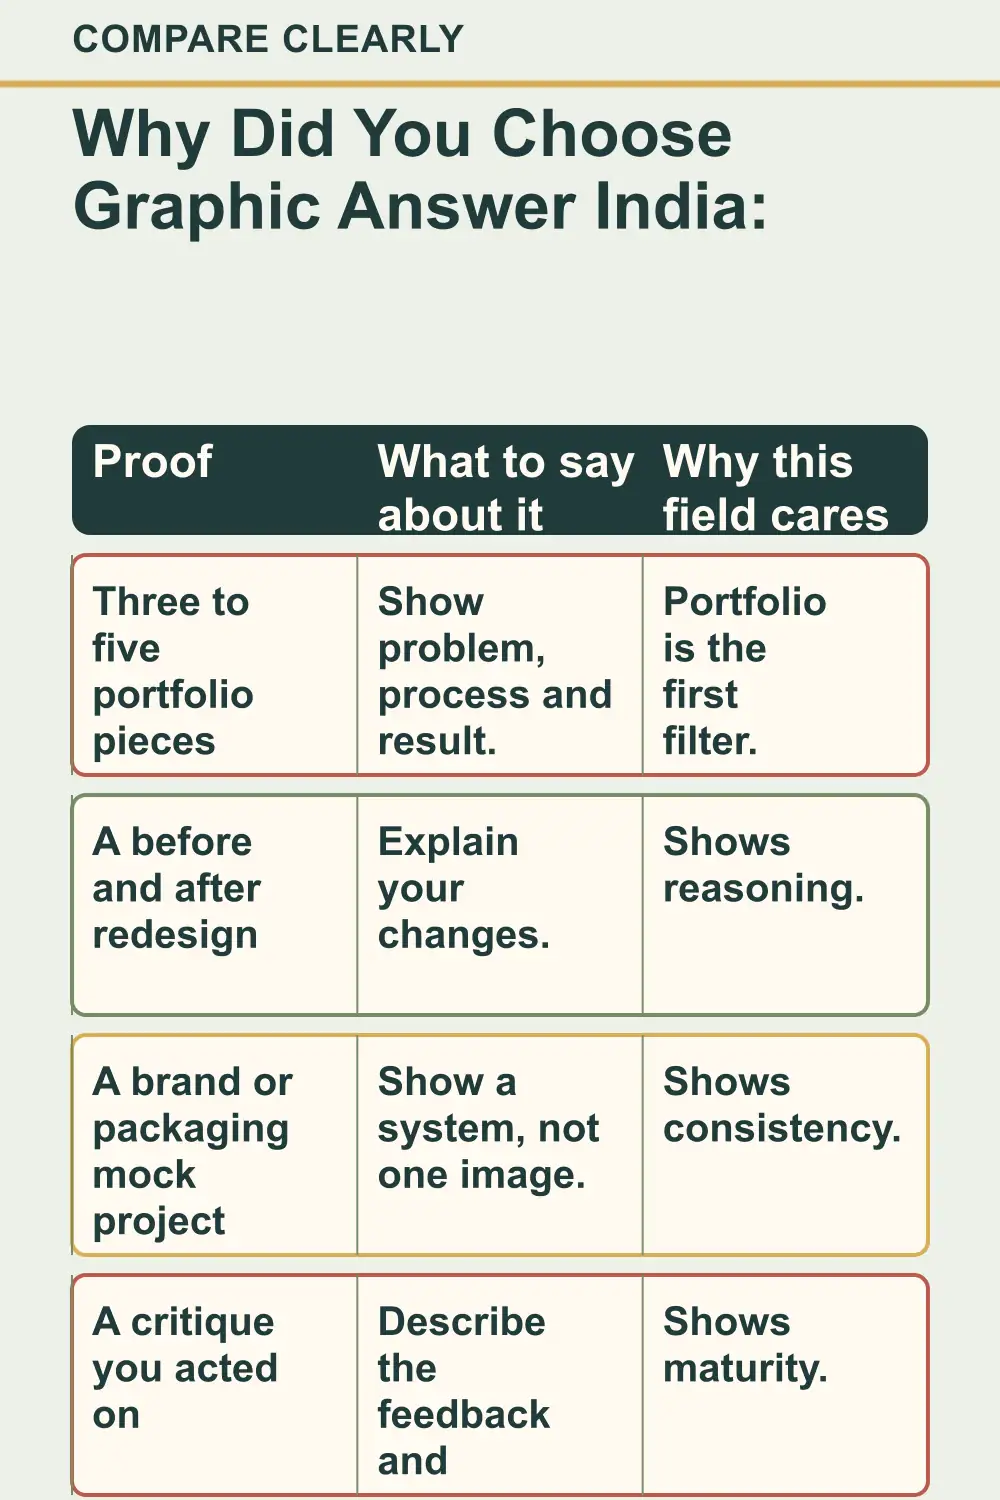 COMPARE CLEARLY
Why Did You Choose
Graphic Answer India:
Proof
What to say
about it
Why this
field cares
Three to
five
portfolio
pieces
Show
problem,
process and
result.
Portfolio
is the
first
filter.
A before
and after
redesign
Explain
your
changes.
Shows
reasoning.
A brand or
packaging
mock
project
Show a
system, not
one image.
Shows
consistency.
A critique
you acted
on
Describe
the
feedback
and
Shows
maturity.